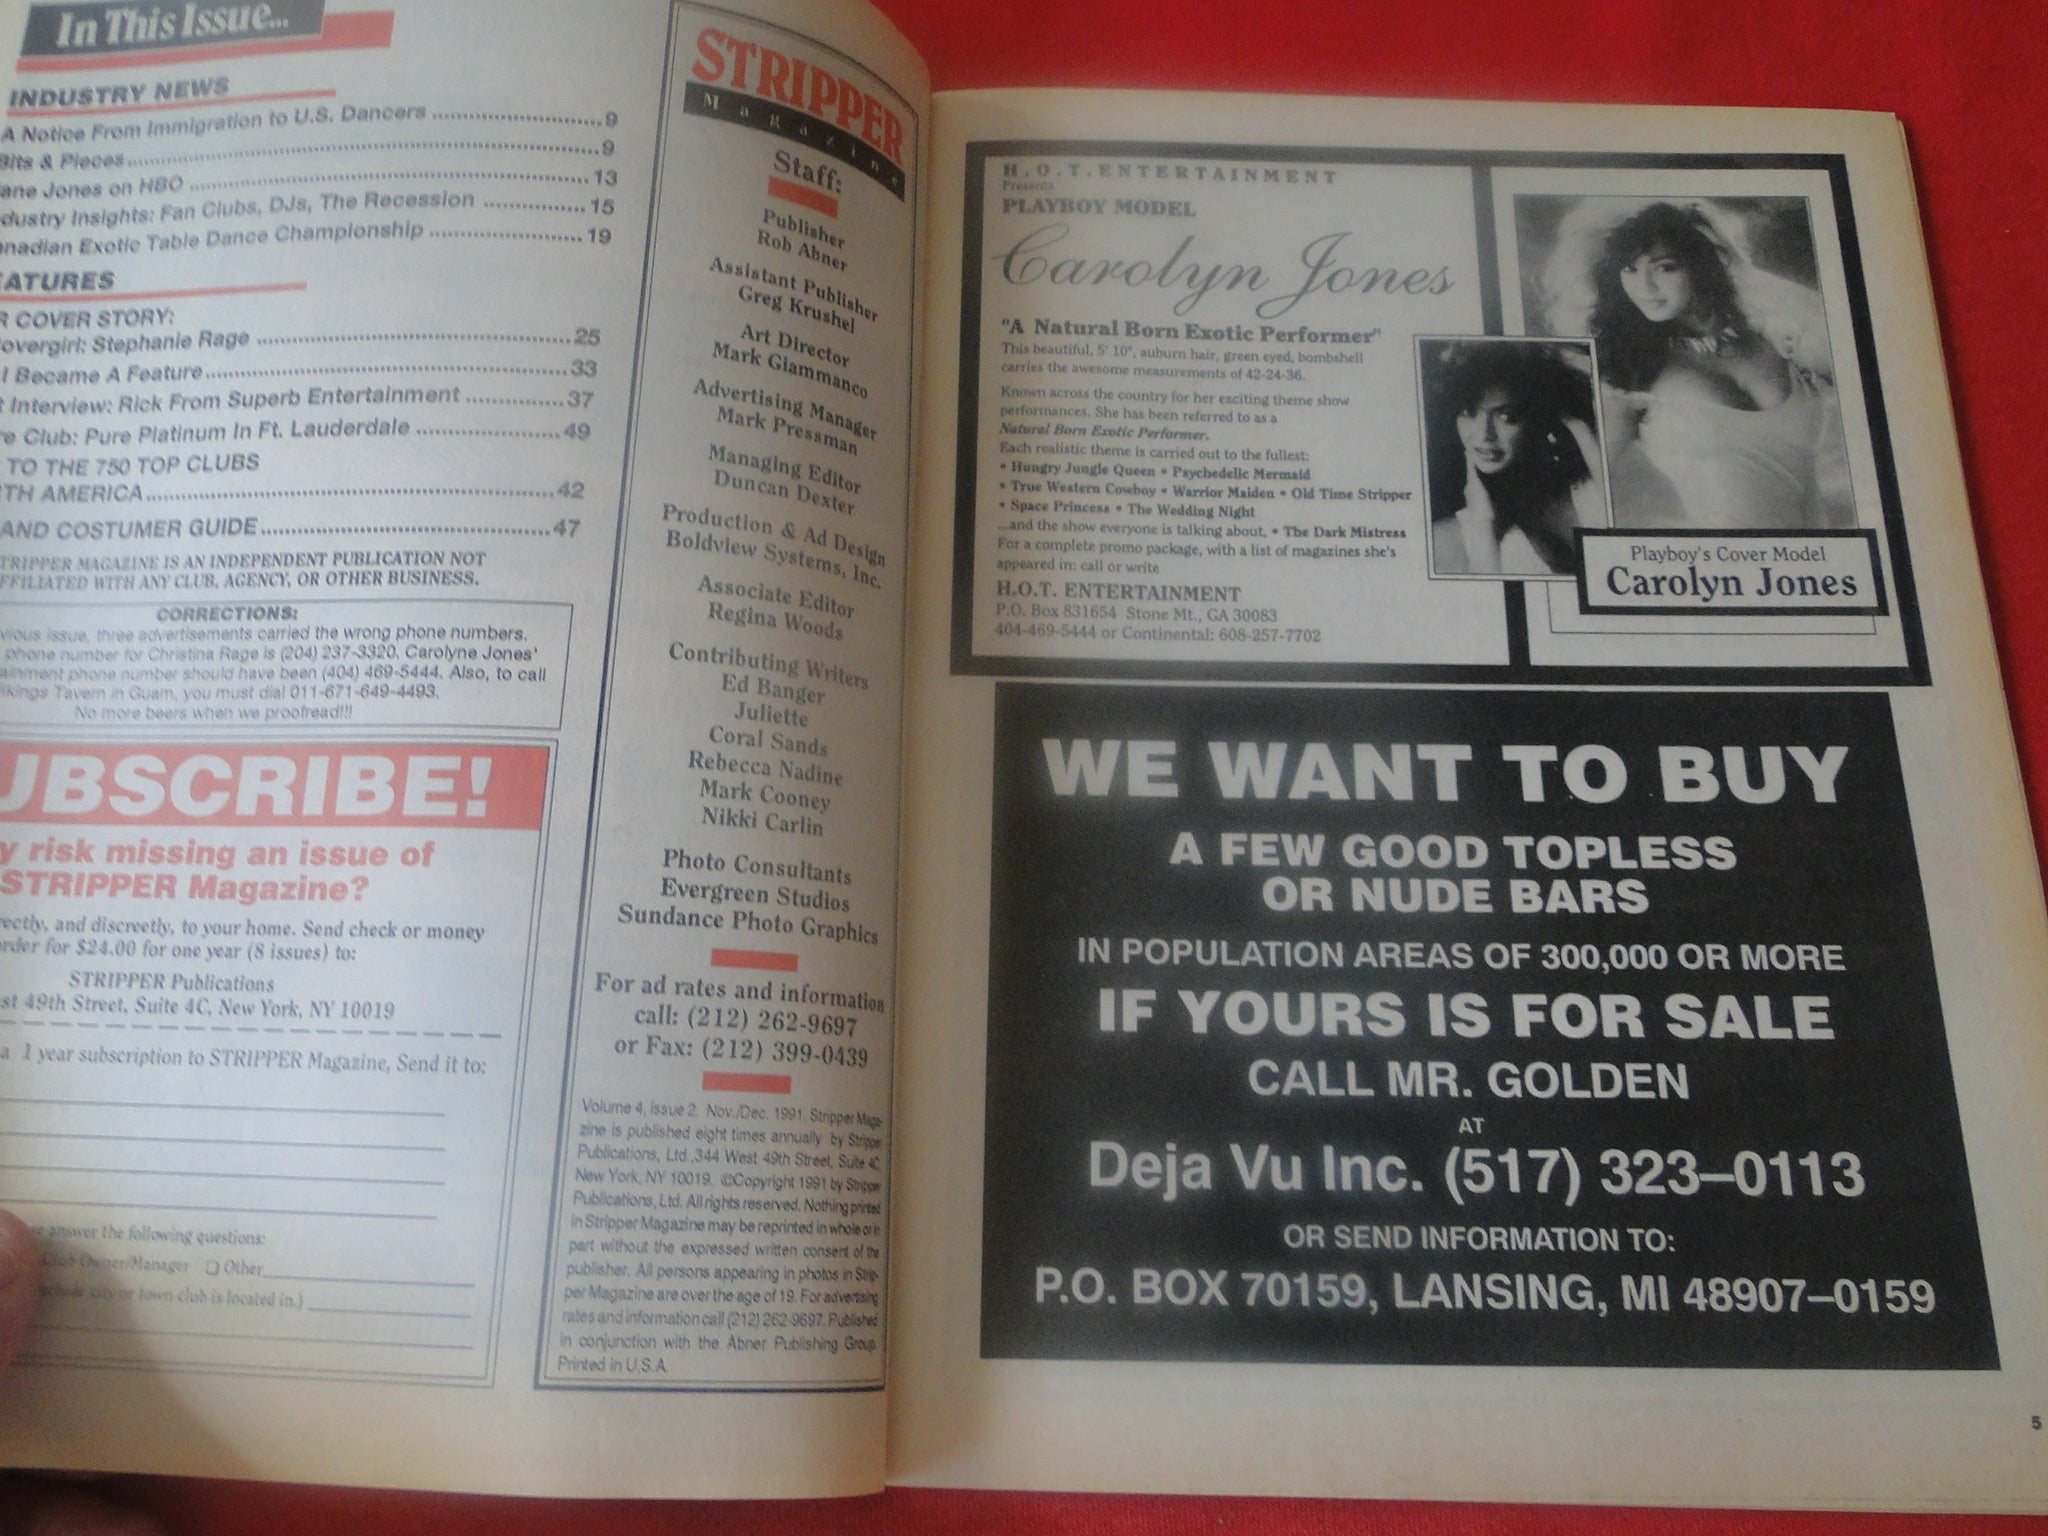 In This Issue...
INDUSTRY NEWS
A Notice From Immigration to U.S. Dancers ........ 9
Bits & Pieces ........ 9
ane Jones on HBO ........ 13
dustry Insights: Fan Clubs, DJs, The Recession ........ 15
anadian Exotic Table Dance Championship ........ 19
ATURES
R COVER STORY:
overgirl: Stephanie Rage ........ 25
I Became A Feature ........ 33
t Interview: Rick From Superb Entertainment ........ 37
re Club: Pure Platinum In Ft. Lauderdale ........ 49
TO THE 750 TOP CLUBS
TH AMERICA ........ 42
AND COSTUMER GUIDE ........ 47
TRIPPER MAGAZINE IS AN INDEPENDENT PUBLICATION NOT
FFILIATED WITH ANY CLUB, AGENCY, OR OTHER BUSINESS.
CORRECTIONS:
vious issue, three advertisements carried the wrong phone numbers.
phone number for Christina Rage is (204) 237-3320. Carolyne Jones'
ainment phone number should have been (404) 469-5444. Also, to call
ikings Tavern in Guam, you must dial 011-671-649-4493.
No more beers when we proofread!!!
UBSCRIBE!
y risk missing an issue of
STRIPPER Magazine?
rectly, and discreetly, to your home. Send check or money
order for $24.00 for one year (8 issues) to:
STRIPPER Publications
st 49th Street, Suite 4C, New York, NY 10019
a 1 year subscription to STRIPPER Magazine, Send it to:
se answer the following questions:
Club Owner/Manager ❏ Other
nclude city or town club is located in.)
STRIPPER
Magazine
Staff:
Publisher
Rob Abner
Assistant Publisher
Greg Krushel
Art Director
Mark Giammanco
Advertising Manager
Mark Pressman
Managing Editor
Duncan Dexter
Production & Ad Design
Boldview Systems, Inc.
Associate Editor
Regina Woods
Contributing Writers
Ed Banger
Juliette
Coral Sands
Rebecca Nadine
Mark Cooney
Nikki Carlin
Photo Consultants
Evergreen Studios
Sundance Photo Graphics
For ad rates and information
call: (212) 262-9697
or Fax: (212) 399-0439
Volume 4, issue 2. Nov./Dec. 1991. Stripper Maga-
zine is published eight times annually by Stripper
Publications, Ltd.,344 West 49th Street, Suite 4C,
New York, NY 10019. ©Copyright 1991 by Stripper
Publications, Ltd. All rights reserved. Nothing printed
in Stripper Magazine may be reprinted in whole or in
part without the expressed written consent of the
publisher. All persons appearing in photos in Strip-
per Magazine are over the age of 19. For advertising
rates and information call (212) 262-9697. Published
in conjunction with the Abner Publishing Group.
Printed in U.S.A.
H.O.T. ENTERTAINMENT
Presents
PLAYBOY MODEL
Carolyn Jones
"A Natural Born Exotic Performer"
This beautiful, 5' 10", auburn hair, green eyed, bombshell
carries the awesome measurements of 42-24-36.
Known across the country for her exciting theme show
performances. She has been referred to as a
Natural Born Exotic Performer.
Each realistic theme is carried out to the fullest:
• Hungry Jungle Queen • Psychedelic Mermaid
• True Western Cowboy • Warrior Maiden • Old Time Stripper
• Space Princess • The Wedding Night
...and the show everyone is talking about, • The Dark Mistress
For a complete promo package, with a list of magazines she's
appeared in: call or write
H.O.T. ENTERTAINMENT
P.O. Box 831654 Stone Mt., GA 30083
404-469-5444 or Continental: 608-257-7702
Playboy's Cover Model
Carolyn Jones
WE WANT TO BUY
A FEW GOOD TOPLESS
OR NUDE BARS
IN POPULATION AREAS OF 300,000 OR MORE
IF YOURS IS FOR SALE
CALL MR. GOLDEN
AT
Deja Vu Inc. (517) 323–0113
OR SEND INFORMATION TO:
P.O. BOX 70159, LANSING, MI 48907–0159
5